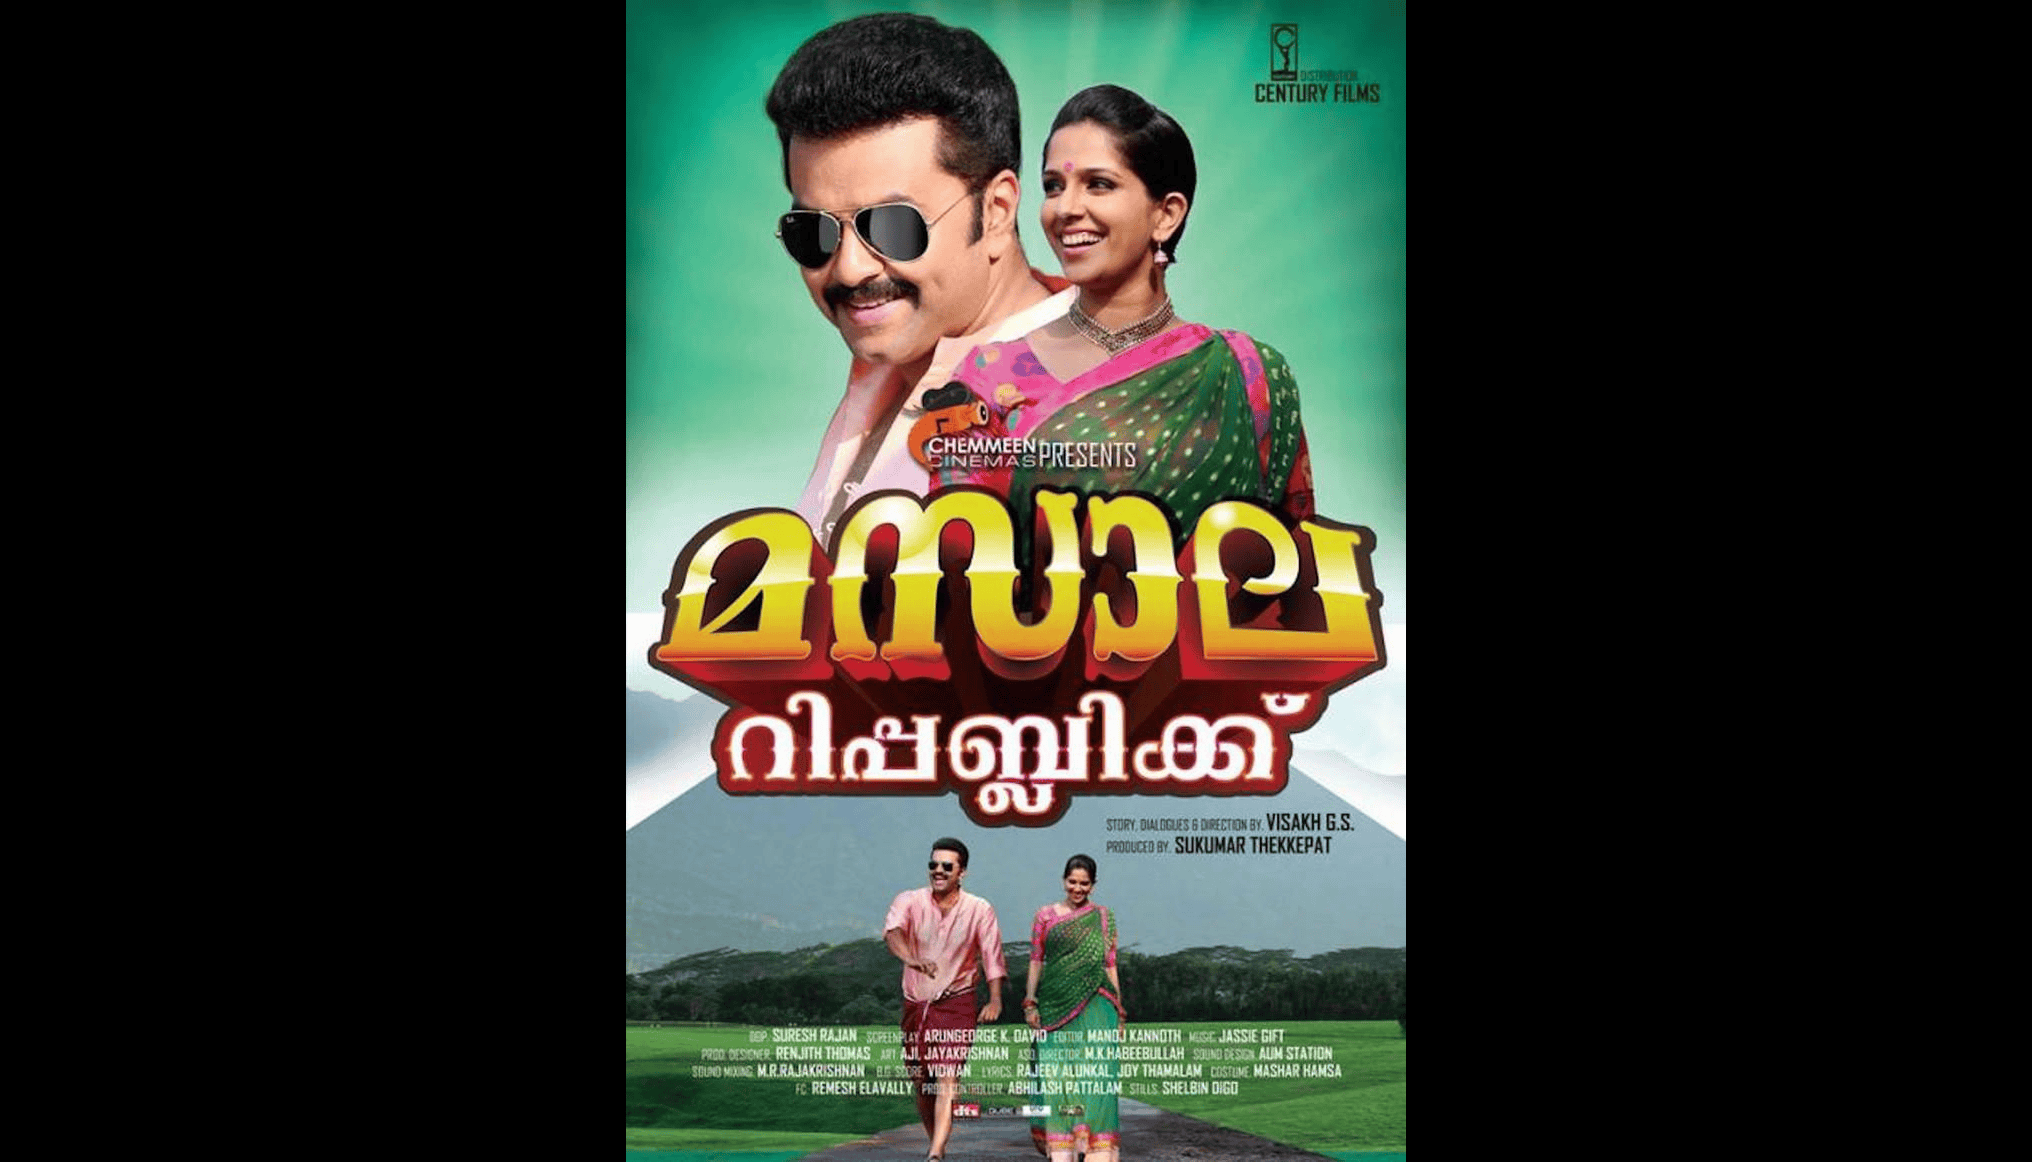 DISTRIBUTION
CENTURY FILMS
CHEMMEEN
CINEMAS PRESENTS
മസാല
റിപ്പബ്ലിക്ക്
STORY, DIALOGUES & DIRECTION BY. VISAKH G.S.
PRODUCED BY. SUKUMAR THEKKEPAT
DOP. SURESH RAJAN SCREENPLAY. ARUNGEORGE K. DAVID EDITOR. MANOJ KANNOTH MUSIC. JASSIE GIFT
PROD. DESIGNER. RENJITH THOMAS ART. AJI, JAYAKRISHNAN ASO. DIRECTOR. M.K.HABEEBULLAH SOUND DESIGN. AUM STATION
SOUND MIXING. M.R.RAJAKRISHNAN B.G. SCORE. VIDWAN LYRICS. RAJEEV ALUNKAL, JOY THAMALAM COSTUME. MASHAR HAMSA
FC. REMESH ELAVALLY PROD. CONTROLLER. ABHILASH PATTALAM STILLS. SHELBIN DIGO
dts QUBE